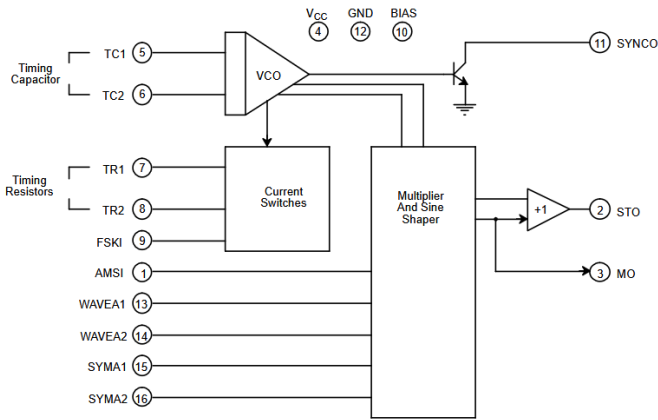 VCC GND BIAS
4 12 10
TC1 5
Timing
Capacitor
TC2 6
VCO
11 SYNCO
TR1 7
Timing
Resistors
TR2 8
FSKI 9
Current
Switches
Multiplier
And Sine
Shaper
+1
2 STO
3 MO
AMSI 1
WAVEA1 13
WAVEA2 14
SYMA1 15
SYMA2 16